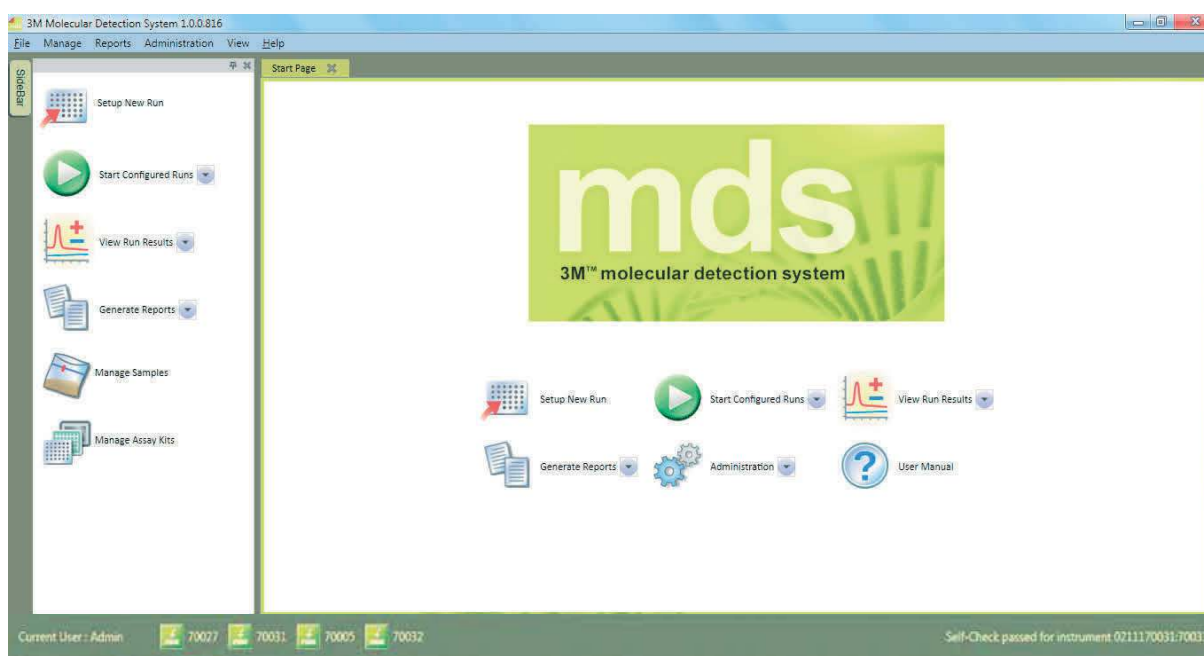 3M Molecular Detection System 1.0.0.816
File Manage Reports Administration View Help
SideBar
Start Page
Setup New Run
Start Configured Runs
View Run Results
Generate Reports
Manage Samples
Manage Assay Kits
mds
3M™ molecular detection system
Setup New Run Start Configured Runs View Run Results
Generate Reports Administration User Manual
Current User : Admin 70027 70031 70005 70032 Self-Check passed for instrument 0211170031:7003